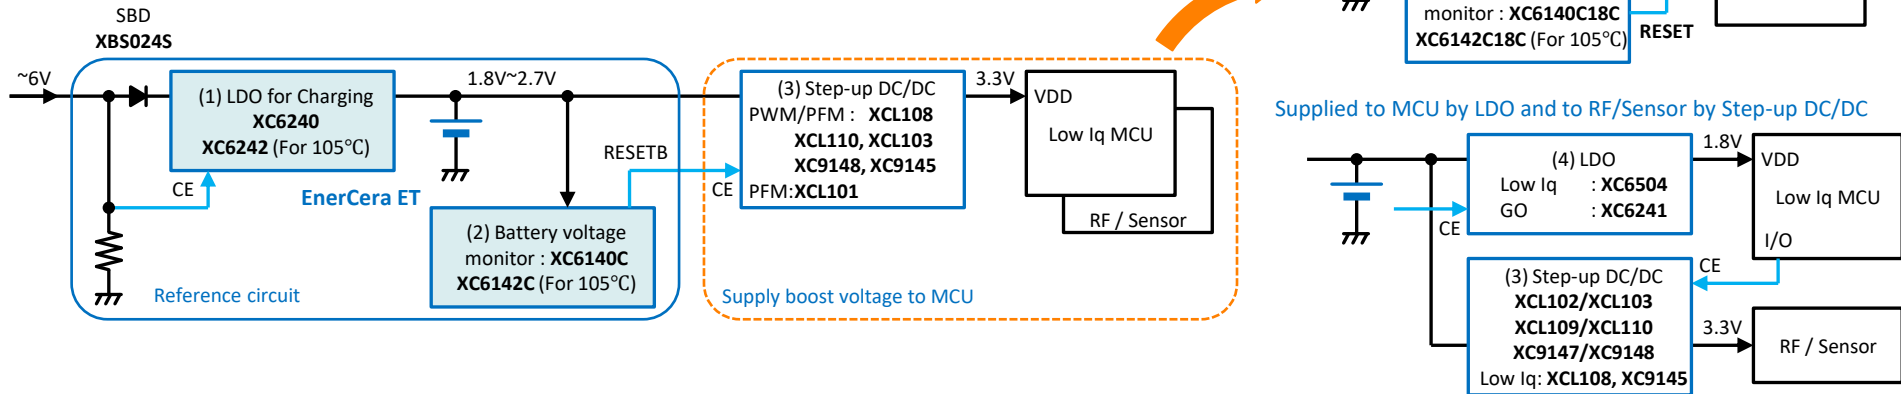 SBD
XBS024S
~6V
(1) LDO for Charging
XC6240
XC6242 (For 105℃)
CE
EnerCera ET
1.8V~2.7V
RESETB
(2) Battery voltage
monitor : XC6140C
XC6142C (For 105℃)
Reference circuit
(3) Step-up DC/DC
PWM/PFM : XCL108
XCL110, XCL103
XC9148, XC9145
PFM:XCL101
CE
3.3V
VDD
Low Iq MCU
RF / Sensor
Supply boost voltage to MCU
monitor : XC6140C18C
XC6142C18C (For 105℃)
RESET
Supplied to MCU by LDO and to RF/Sensor by Step-up DC/DC
(4) LDO
Low Iq : XC6504
GO : XC6241
CE
1.8V
VDD
Low Iq MCU
I/O
CE
(3) Step-up DC/DC
XCL102/XCL103
XCL109/XCL110
XC9147/XC9148
Low Iq: XCL108, XC9145
3.3V
RF / Sensor